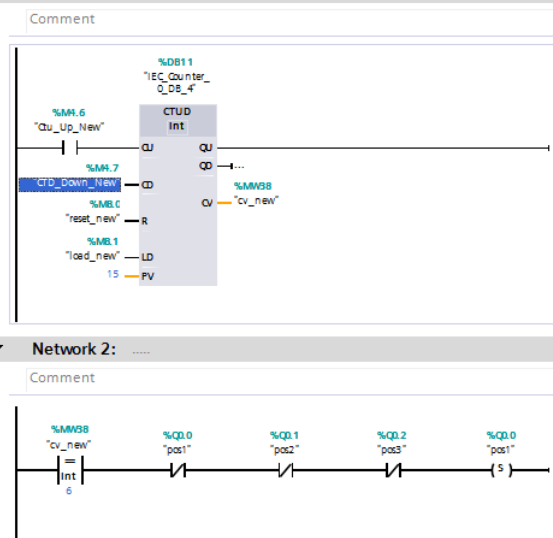 Comment
%DB11
"IEC_Counter_
0_DB_4"
CTUD
Int
%M4.6
"Ctu_Up_New"
CU
QU
%M4.7
"CTD_Down_New"
CD
QD
...
%M8.0
"reset_new"
R
%MW38
"cv_new"
CV
%M8.1
"load_new"
LD
15
PV
Network 2:
.....
Comment
%MW38
"cv_new"
==
Int
6
%Q0.0
"pos1"
%Q0.1
"pos2"
%Q0.2
"pos3"
%Q0.0
"pos1"
S